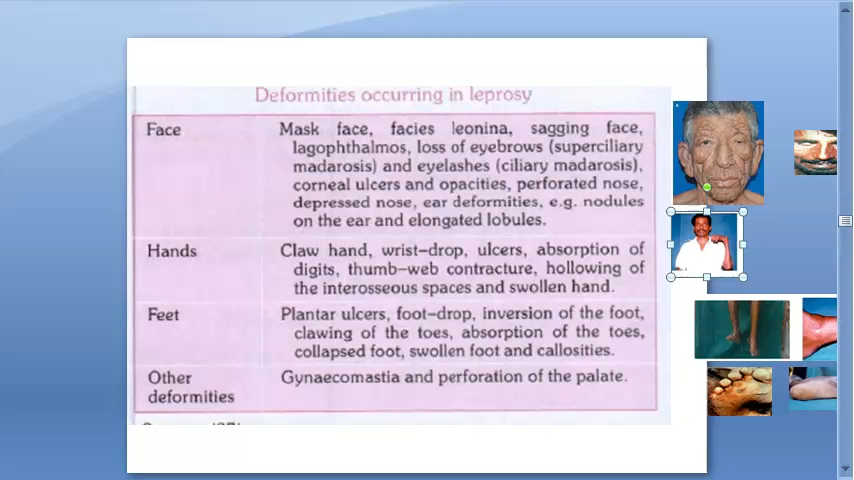 Deformities occurring in leprosy
Face
Mask face, facies leonina, sagging face,
lagophthalmos, loss of eyebrows (superciliary
madarosis) and eyelashes (ciliary madarosis),
corneal ulcers and opacities, perforated nose,
depressed nose, ear deformities, e.g. nodules
on the ear and elongated lobules.
Hands
Claw hand, wrist-drop, ulcers, absorption of
digits, thumb-web contracture, hollowing of
the interosseous spaces and swollen hand.
Feet
Plantar ulcers, foot-drop, inversion of the foot,
clawing of the toes, absorption of the toes,
collapsed foot, swollen foot and callosities.
Other
deformities
Gynaecomastia and perforation of the palate.